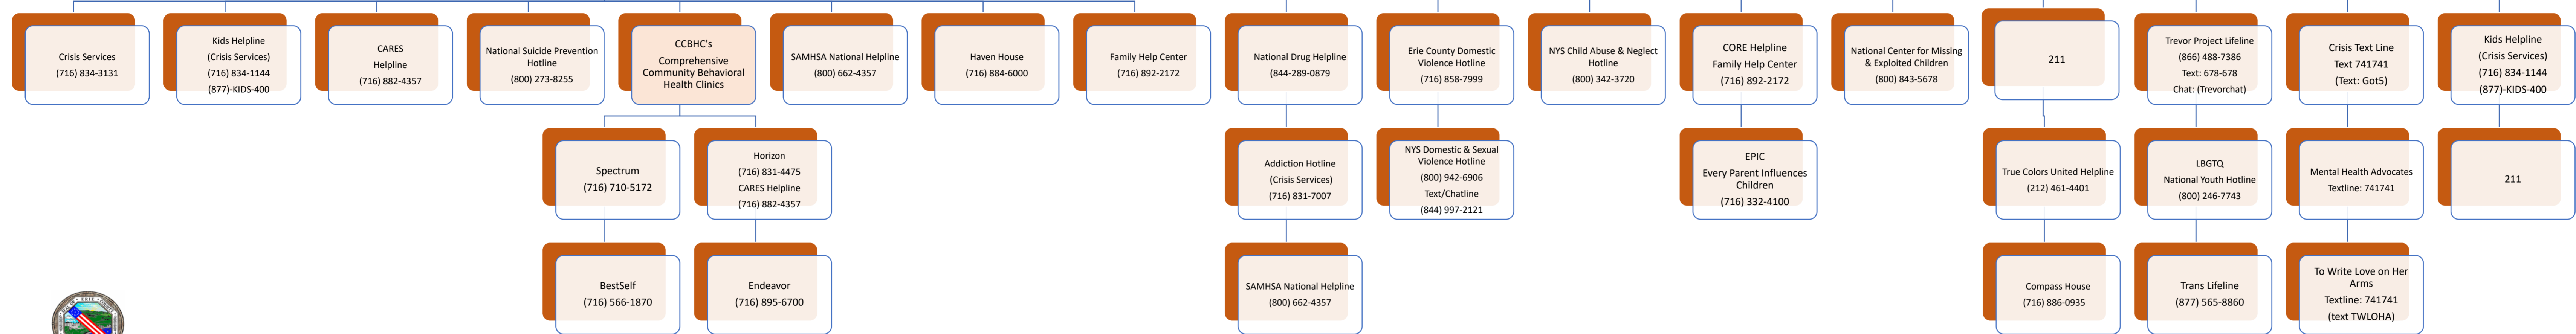 Crisis Services
(716) 834-3131
Kids Helpline
(Crisis Services)
(716) 834-1144
(877)-KIDS-400
CARES
Helpline
(716) 882-4357
National Suicide Prevention
Hotline
(800) 273-8255
CCBHC's
Comprehensive
Community Behavioral
Health Clinics
SAMHSA National Helpline
(800) 662-4357
Haven House
(716) 884-6000
Family Help Center
(716) 892-2172
National Drug Helpline
(844-289-0879
Erie County Domestic
Violence Hotline
(716) 858-7999
NYS Child Abuse & Neglect
Hotline
(800) 342-3720
CORE Helpline
Family Help Center
(716) 892-2172
National Center for Missing
& Exploited Children
(800) 843-5678
211
Trevor Project Lifeline
(866) 488-7386
Text: 678-678
Chat: (Trevorchat)
Crisis Text Line
Text 741741
(Text: Got5)
Kids Helpline
(Crisis Services)
(716) 834-1144
(877)-KIDS-400
Spectrum
(716) 710-5172
Horizon
(716) 831-4475
CARES Helpline
(716) 882-4357
Addiction Hotline
(Crisis Services)
(716) 831-7007
NYS Domestic & Sexual
Violence Hotline
(800) 942-6906
Text/Chatline
(844) 997-2121
EPIC
Every Parent Influences
Children
(716) 332-4100
True Colors United Helpline
(212) 461-4401
LBGTQ
National Youth Hotline
(800) 246-7743
Mental Health Advocates
Textline: 741741
211
BestSelf
(716) 566-1870
Endeavor
(716) 895-6700
SAMHSA National Helpline
(800) 662-4357
Compass House
(716) 886-0935
Trans Lifeline
(877) 565-8860
To Write Love on Her
Arms
Textline: 741741
(text TWLOHA)